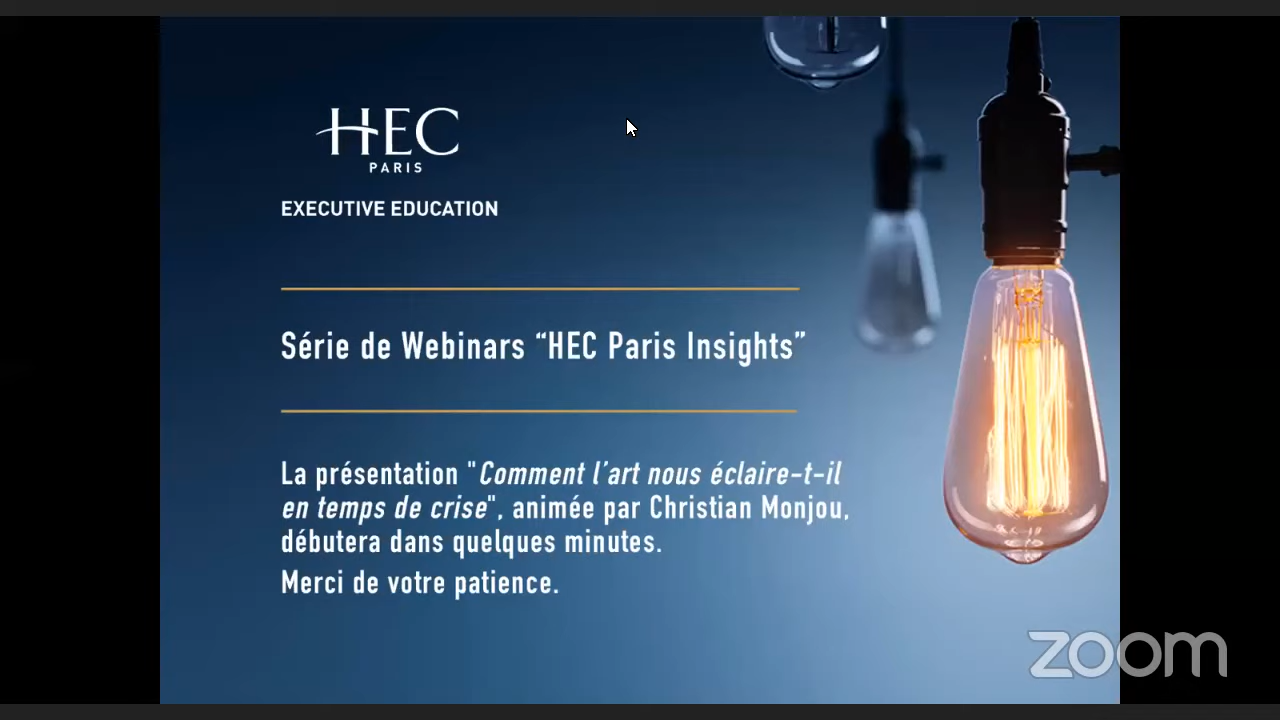 HEC
PARIS
EXECUTIVE EDUCATION
Série de Webinars “HEC Paris Insights”
La présentation "Comment l’art nous éclaire-t-il
en temps de crise", animée par Christian Monjou,
débutera dans quelques minutes.
Merci de votre patience.
zoom